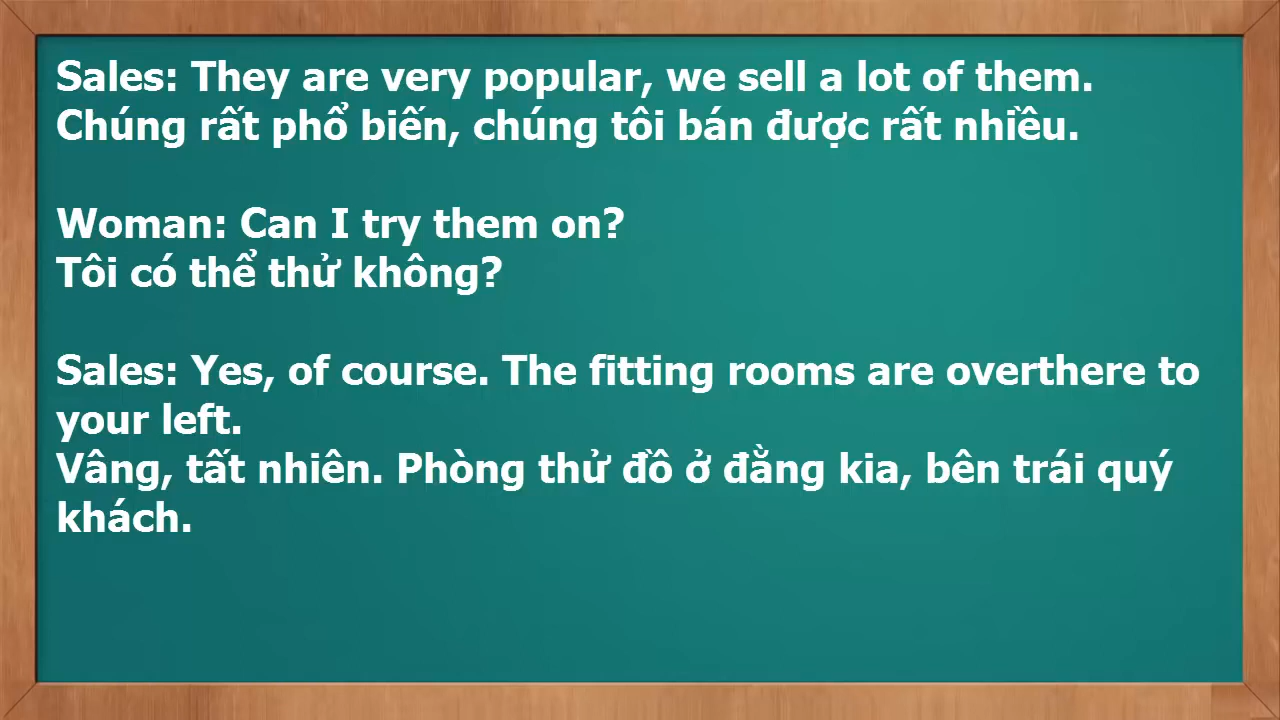 Sales: They are very popular, we sell a lot of them.
Chúng rất phổ biến, chúng tôi bán được rất nhiều.
Woman: Can I try them on?
Tôi có thể thử không?
Sales: Yes, of course. The fitting rooms are overthere to
your left.
Vâng, tất nhiên. Phòng thử đồ ở đằng kia, bên trái quý
khách.